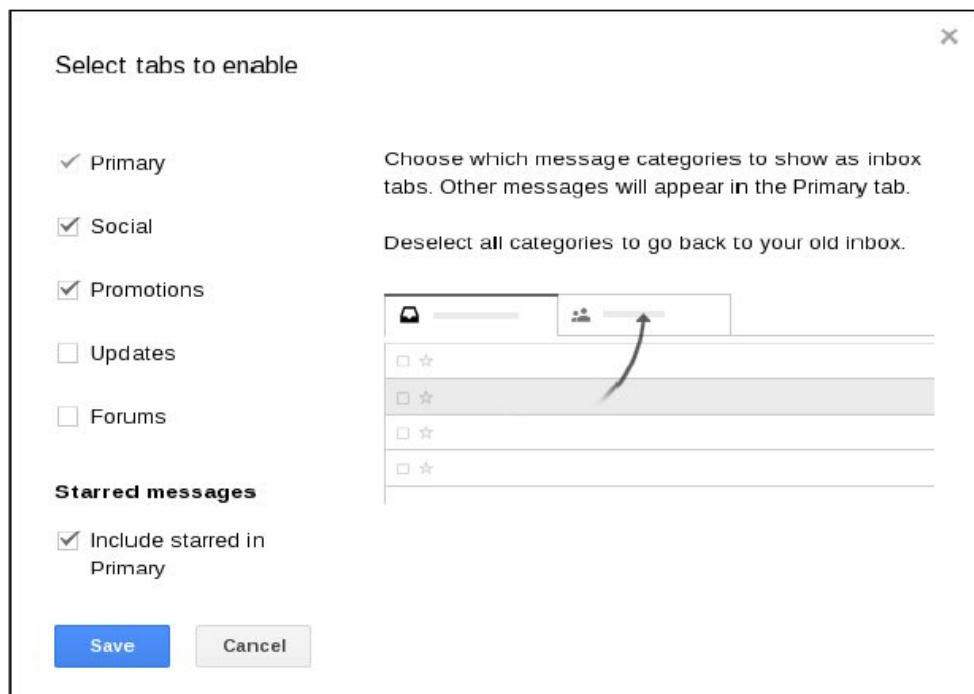 Select tabs to enable
Primary
Social
Promotions
Updates
Forums
Starred messages
Include starred in
Primary
Choose which message categories to show as inbox
tabs. Other messages will appear in the Primary tab.
Deselect all categories to go back to your old inbox.
Save
Cancel